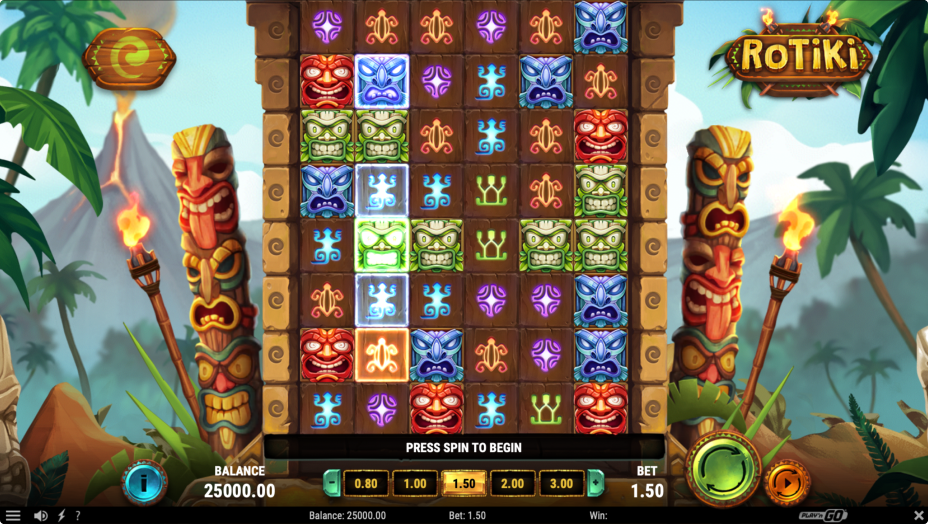 ROTIKI
PRESS SPIN TO BEGIN
BALANCE
25000.00
- 0.80 1.00 1.50 2.00 3.00 +
BET
1.50
i
? Balance: 25000.00 Bet: 1.50 Win: PLAY'n GO